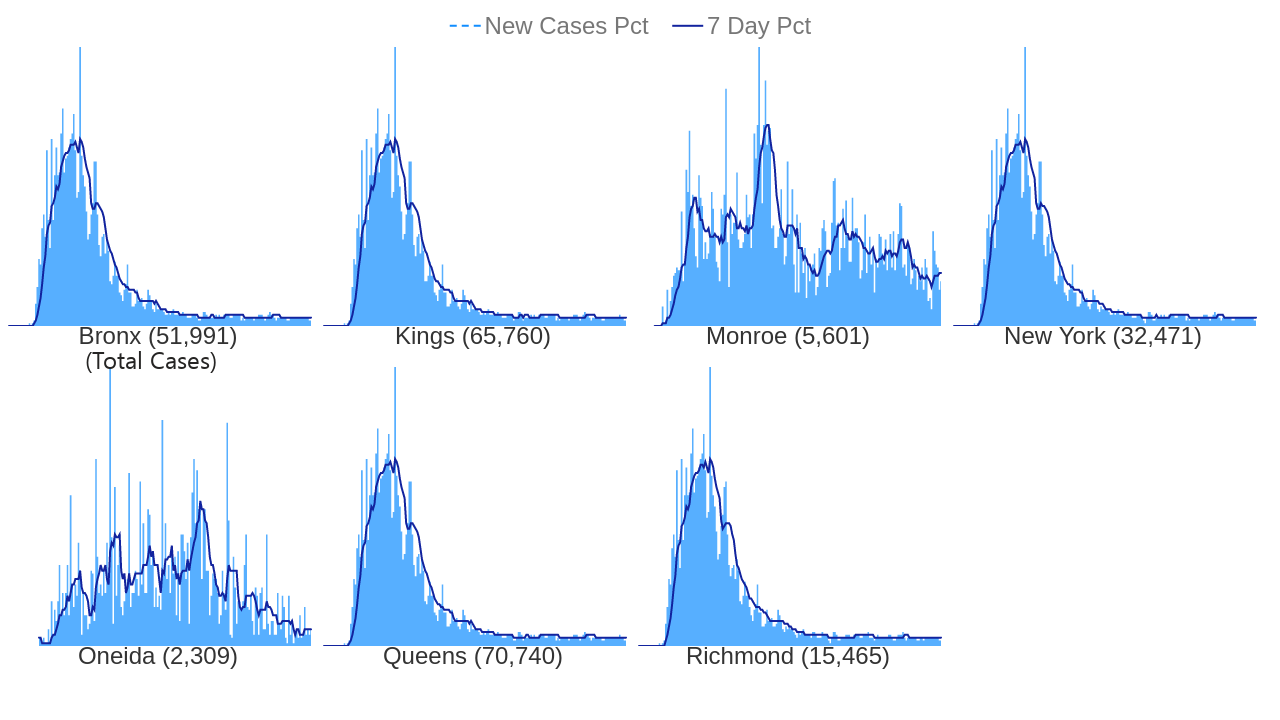 New Cases Pct 7 Day Pct
Bronx (51,991) Kings (65,760) Monroe (5,601) New York (32,471)
(Total Cases)
Oneida (2,309) Queens (70,740) Richmond (15,465)